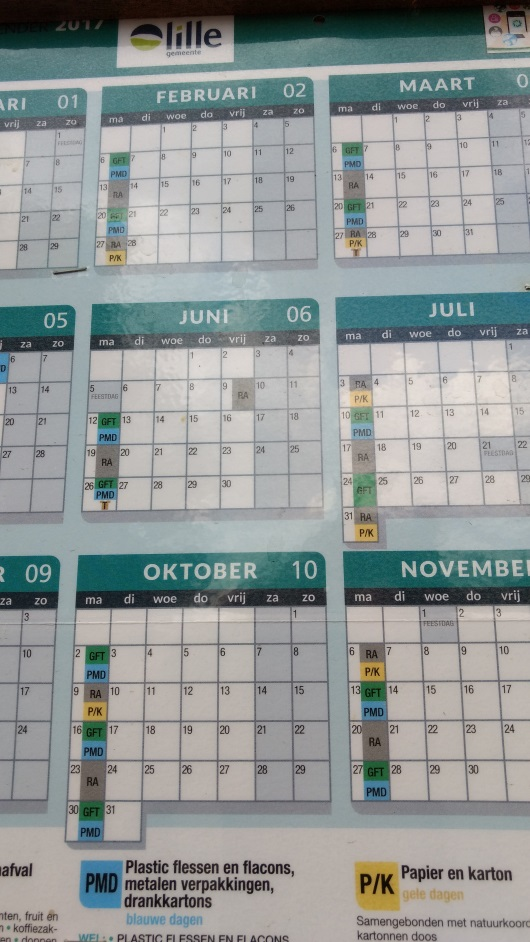 NDER 2017
lille
gemeente
ARI 01
vrij za zo
1
FEESTDAG
7 8
14 15
21 22
28 29
FEBRUARI 02
ma di woe do vrij za zo
1 2 3 4 5
6 GFT PMD 7 8 9 10 11 12
13 RA 14 15 16 17 18 19
20 GFT PMD 21 22 23 24 25 26
27 RA P/K 28
MAART 0
ma di woe do vrij za
1 2 3 4 5
6 GFT PMD 7 8 9 10 11 12
13 RA 14 15 16 17 18
20 GFT PMD 21 22 23 24 25
27 RA P/K T 28 29 30 31
05
za zo
6 7
13 14
20 21
27 28
JUNI 06
ma di woe do vrij za zo
1 2 3 4
5 FEESTDAG 6 7 8 9 RA 10 11
12 GFT PMD 13 14 15 16 17 18
19 RA 20 21 22 23 24 25
26 GFT PMD T 27 28 29 30
JULI
ma di woe do vrij za
1
3 RA P/K 4 5 6 7 8
10 GFT PMD 11 12 13 14 15
17 RA 18 19 20 21 FEESTDAG 22
24 GFT 25 26 27 28 29
31 RA P/K
R 09
za zo
3
10
17
24
OKTOBER 10
ma di woe do vrij za zo
1
2 GFT PMD 3 4 5 6 7 8
9 RA P/K 10 11 12 13 14 15
16 GFT PMD 17 18 19 20 21 22
23 RA 24 25 26 27 28 29
30 GFT PMD 31
NOVEMBE
ma di woe do vrij
1 FEESTDAG 2 3
6 RA P/K 7 8 9 10
13 GFT PMD 14 15 16 17
20 RA 21 22 23 24
27 GFT PMD 28 29 30
nafval
nten, fruit en
n • koffiezak-
PMD
Plastic flessen en flacons,
metalen verpakkingen,
drankkartons
blauwe dagen
WEL: • PLASTIC FLESSEN EN FLACONS
P/K
Papier en karton
gele dagen
Samengebonden met natuurkoor
kartonnen doos